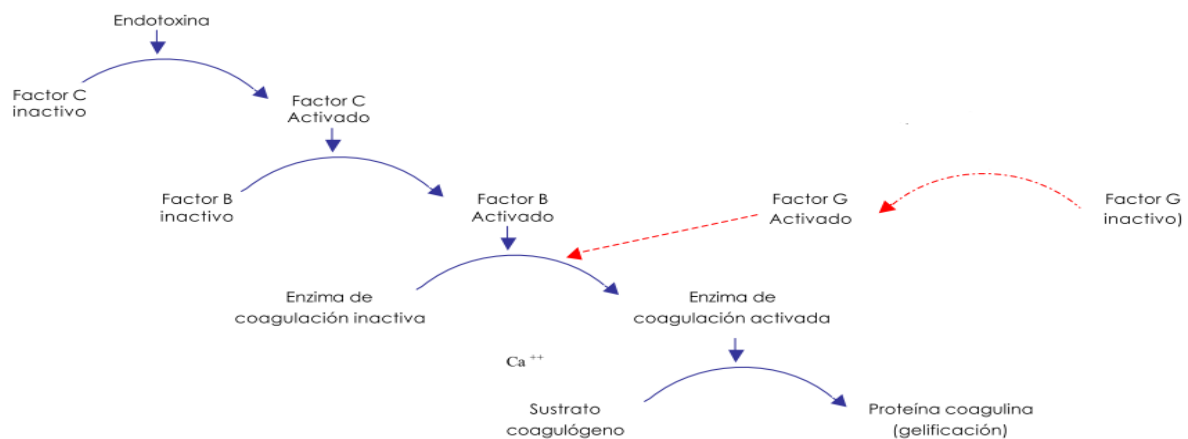 Endotoxina
Factor C
inactivo
Factor C
Activado
Factor B
inactivo
Factor B
Activado
Factor G
Activado
Factor G
inactivo)
Enzima de
coagulación inactiva
Enzima de
coagulación activada
Ca ++
Sustrato
coagulógeno
Proteína coagulina
(gelificación)